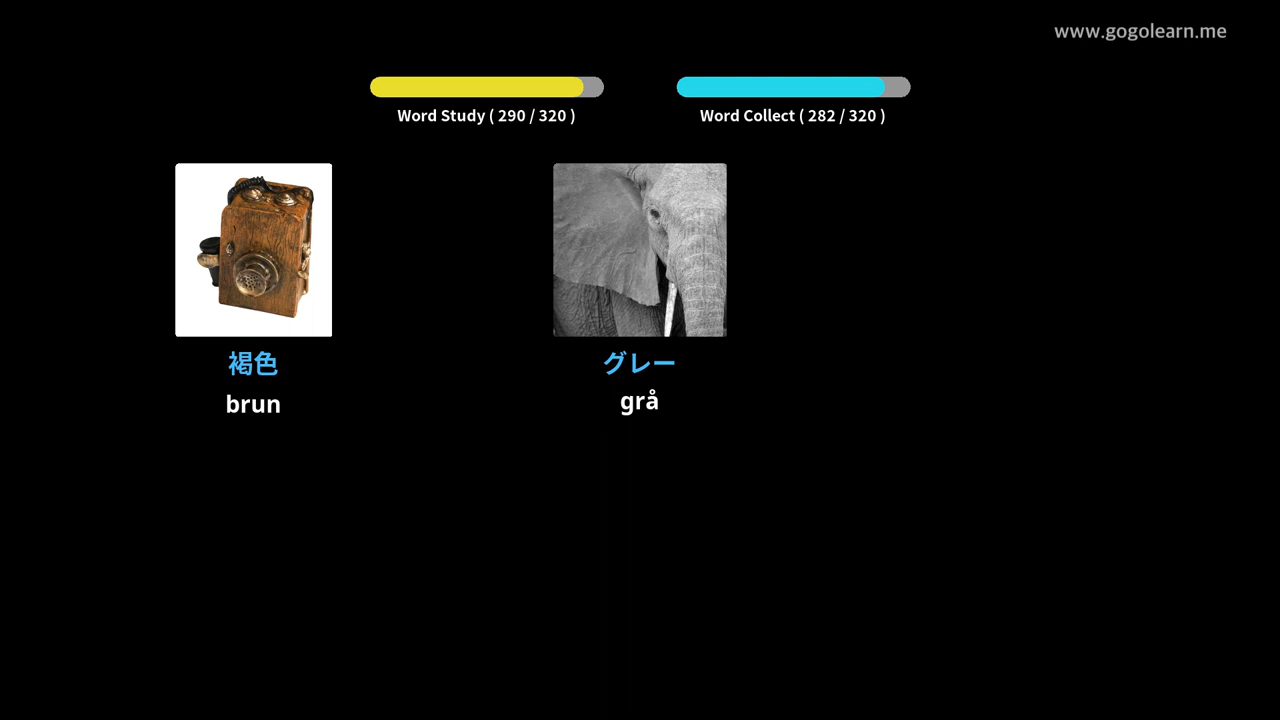 www.gogolearn.me
Word Study ( 290 / 320 )
Word Collect ( 282 / 320 )
褐色
グレー
brun
grå